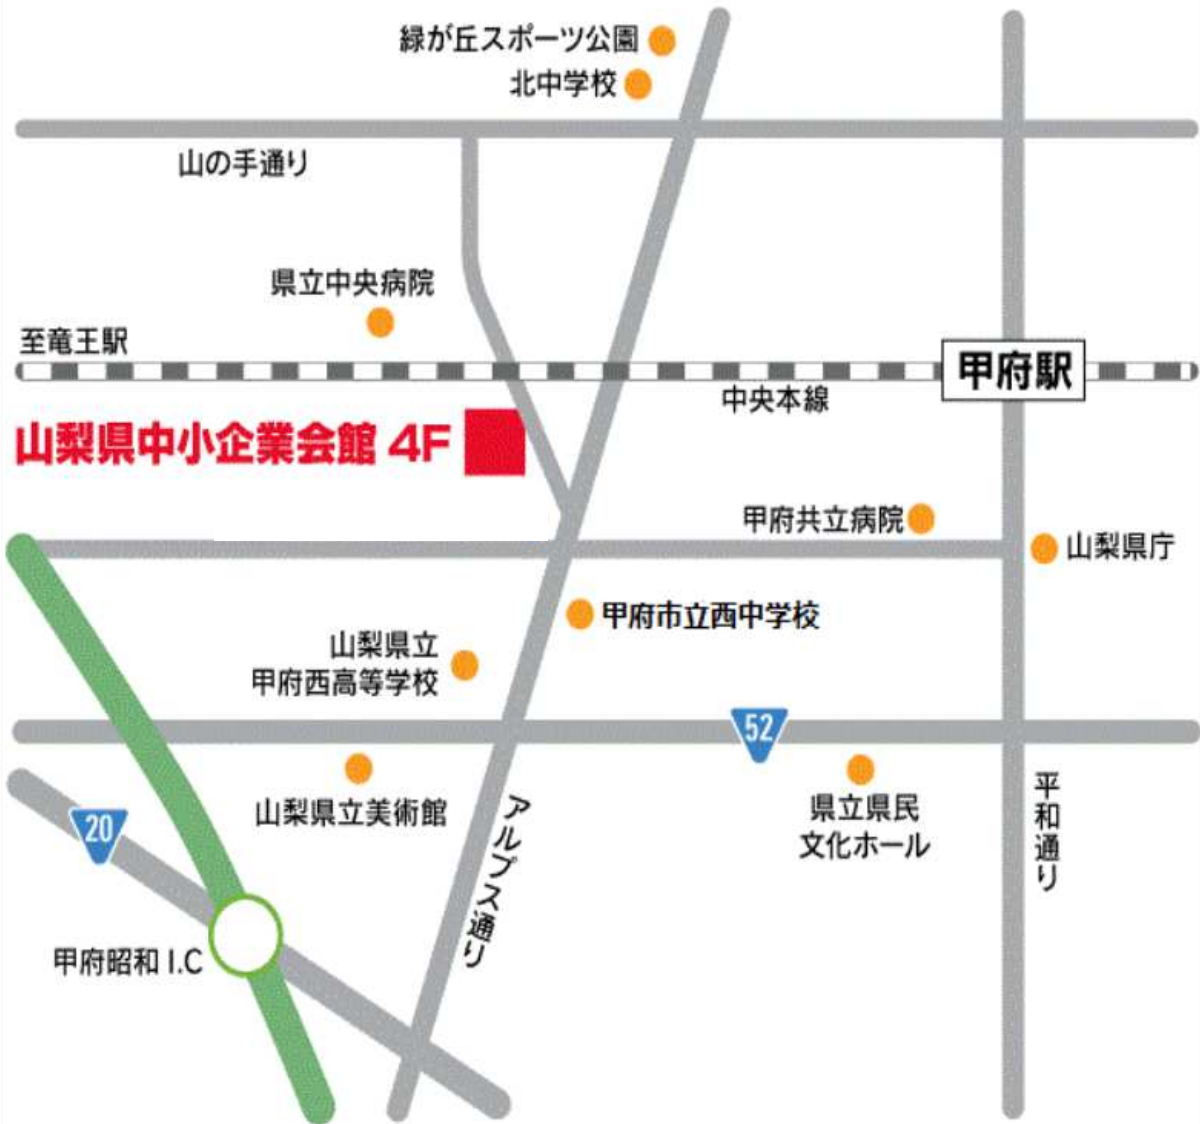 緑が丘スポーツ公園
北中学校
山の手通り
県立中央病院
至竜王駅
甲府駅
中央本線
山梨県中小企業会館 4F
甲府共立病院
山梨県庁
甲府市立西中学校
山梨県立
甲府西高等学校
52
山梨県立美術館
県立県民
文化ホール
平和通り
アルプス通り
20
甲府昭和 I.C